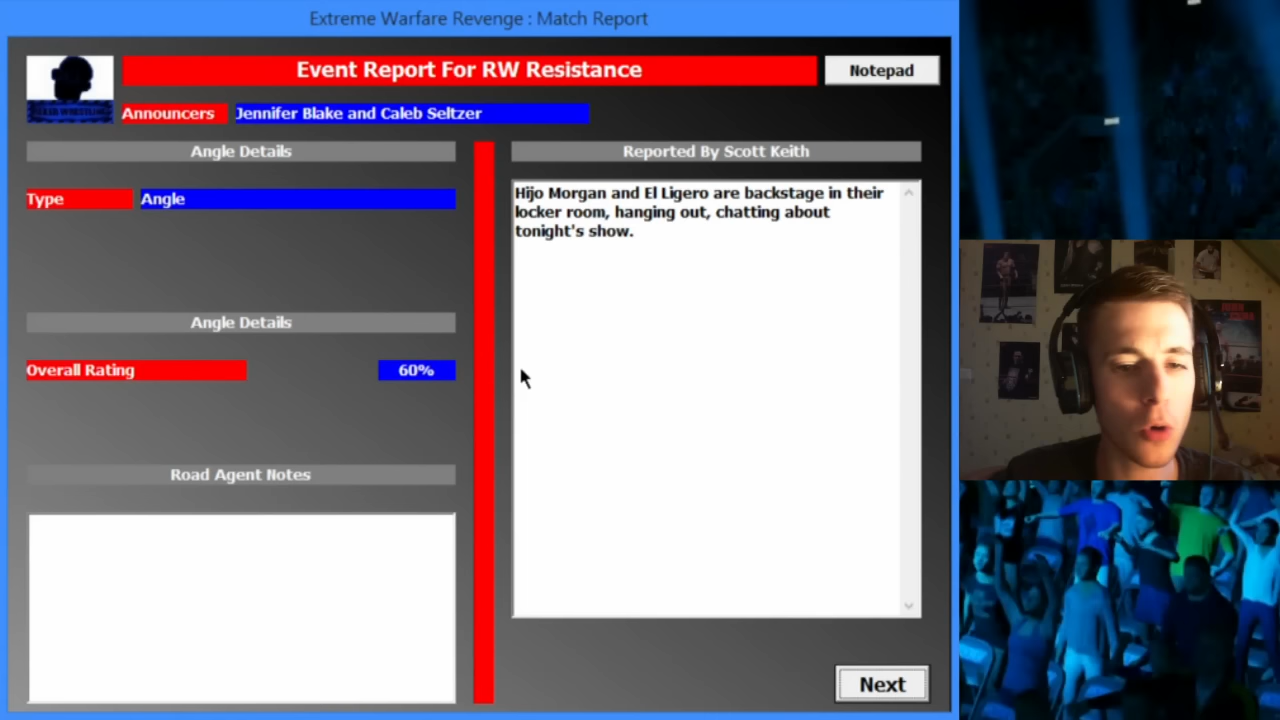 Extreme Warfare Revenge : Match Report
Event Report For RW Resistance
Notepad
Announcers
Jennifer Blake and Caleb Seltzer
Angle Details
Type
Angle
Angle Details
Overall Rating
60%
Road Agent Notes
Reported By Scott Keith
Hijo Morgan and El Ligero are backstage in their
locker room, hanging out, chatting about
tonight's show.
Next